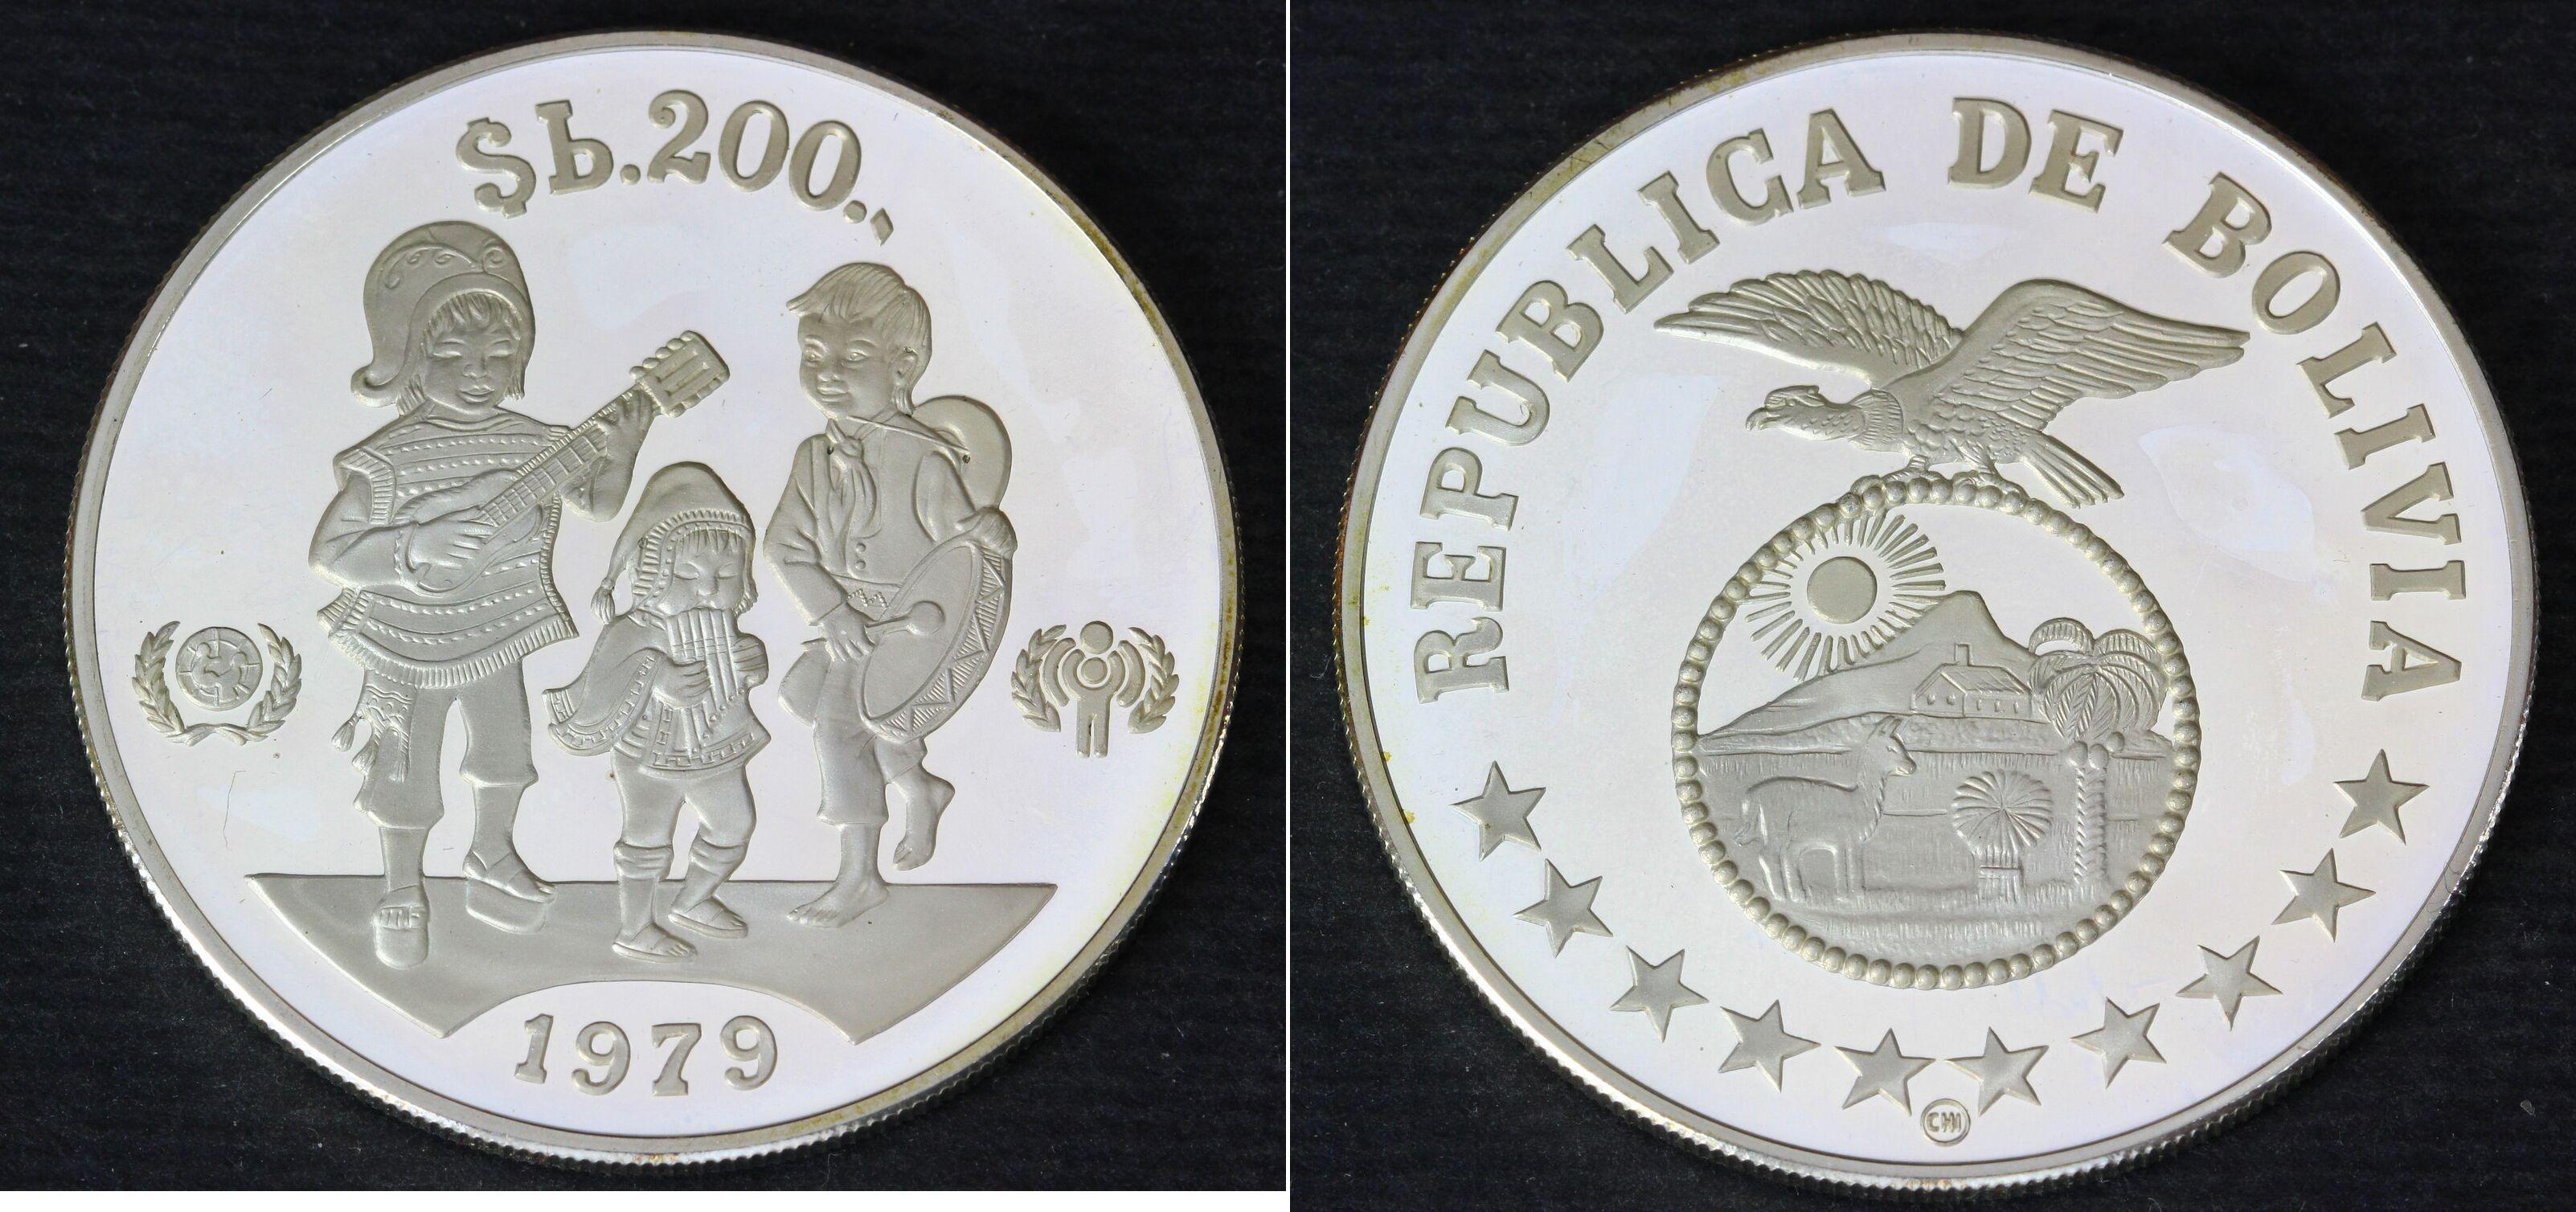 $b.200.,
1979
REPUBLICA DE BOLIVIA
CHI